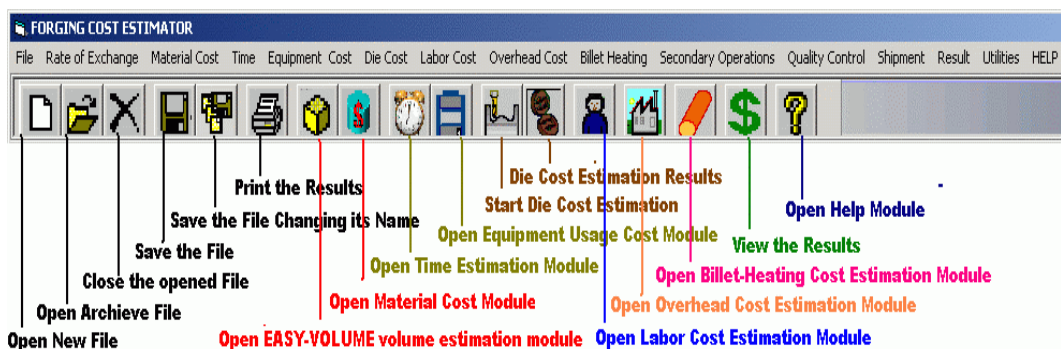 FORGING COST ESTIMATOR
File Rate of Exchange Material Cost Time Equipment Cost Die Cost Labor Cost Overhead Cost Billet Heating Secondary Operations Quality Control Shipment Result Utilities HELP
Die Cost Estimation Results
Print the Results
Start Die Cost Estimation
Open Help Module
Save the File Changing its Name
Open Equipment Usage Cost Module
View the Results
Save the File
Open Time Estimation Module
Open Billet-Heating Cost Estimation Module
Close the opened File
Open Material Cost Module
Open Overhead Cost Estimation Module
Open Archieve File
Open New File
Open EASY-VOLUME volume estimation module
Open Labor Cost Estimation Module